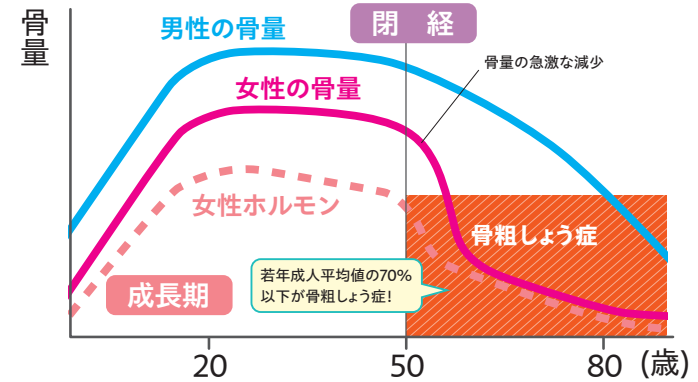 骨量
閉 経
男性の骨量
骨量の急激な減少
女性の骨量
女性ホルモン
骨粗しょう症
若年成人平均値の70%
以下が骨粗しょう症!
成長期
20
50
80
(歳)